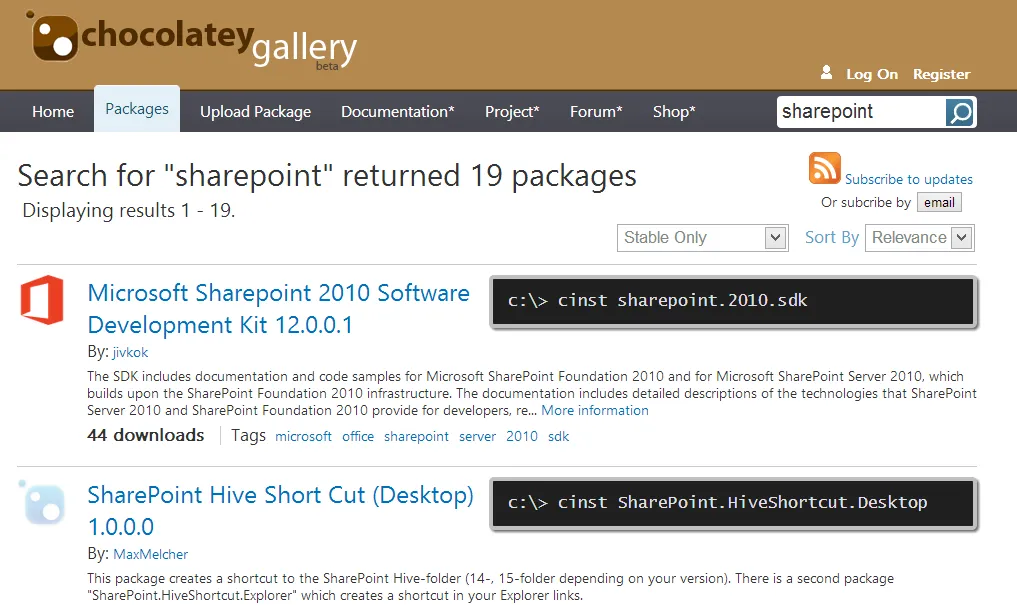 chocolatey
gallery
beta
Log On Register
Home Packages Upload Package Documentation* Project* Forum* Shop* sharepoint
Search for "sharepoint" returned 19 packages
Displaying results 1 - 19.
Subscribe to updates
Or subcribe by email
Stable Only Sort By Relevance
Microsoft Sharepoint 2010 Software
Development Kit 12.0.0.1
c:\> cinst sharepoint.2010.sdk
By: jivkok
The SDK includes documentation and code samples for Microsoft SharePoint Foundation 2010 and for Microsoft SharePoint Server 2010, which
builds upon the SharePoint Foundation 2010 infrastructure. The documentation includes detailed descriptions of the technologies that SharePoint
Server 2010 and SharePoint Foundation 2010 provide for developers, re... More information
44 downloads Tags microsoft office sharepoint server 2010 sdk
SharePoint Hive Short Cut (Desktop)
1.0.0.0
c:\> cinst SharePoint.HiveShortcut.Desktop
By: MaxMelcher
This package creates a shortcut to the SharePoint Hive-folder (14-, 15-folder depending on your version). There is a second package
"SharePoint.HiveShortcut.Explorer" which creates a shortcut in your Explorer links.